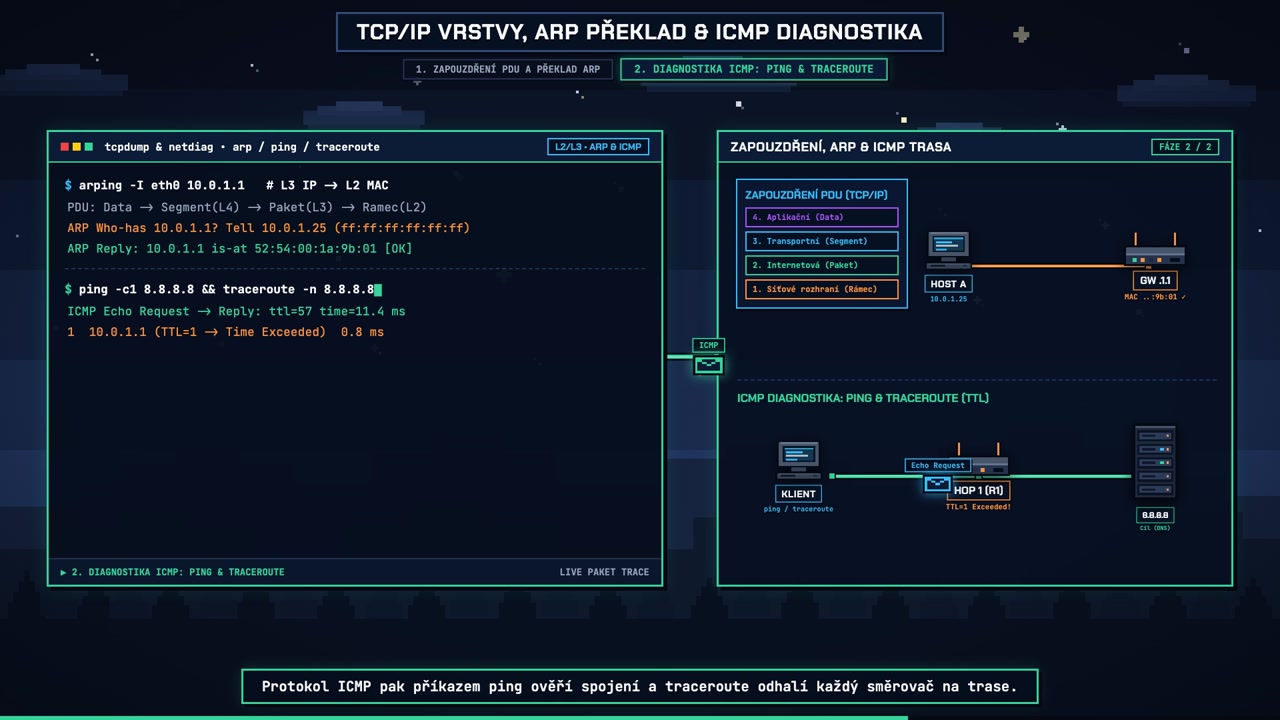 TCP/IP VRSTVY, ARP PŘEKLAD & ICMP DIAGNOSTIKA
1. ZAPOUZDŘENÍ PDU A PŘEKLAD ARP
2. DIAGNOSTIKA ICMP: PING & TRACEROUTE
tcpdump & netdiag • arp / ping / traceroute
L2/L3 • ARP & ICMP
$ arping -I eth0 10.0.1.1 # L3 IP → L2 MAC
PDU: Data → Segment(L4) → Paket(L3) → Ramec(L2)
ARP Who-has 10.0.1.1? Tell 10.0.1.25 (ff:ff:ff:ff:ff:ff)
ARP Reply: 10.0.1.1 is-at 52:54:00:1a:9b:01 [OK]
$ ping -c1 8.8.8.8 && traceroute -n 8.8.8.8
ICMP Echo Request → Reply: ttl=57 time=11.4 ms
1 10.0.1.1 (TTL=1 → Time Exceeded) 0.8 ms
▶ 2. DIAGNOSTIKA ICMP: PING & TRACEROUTE
LIVE PAKET TRACE
ICMP
ZAPOUZDŘENÍ, ARP & ICMP TRASA
FÁZE 2 / 2
ZAPOUZDŘENÍ PDU (TCP/IP)
4. Aplikační (Data)
3. Transportní (Segment)
2. Internetová (Paket)
1. Síťové rozhraní (Rámec)
HOST A
10.0.1.25
GW .1.1
MAC ..:9b:01 ✓
ICMP DIAGNOSTIKA: PING & TRACEROUTE (TTL)
KLIENT
ping / traceroute
Echo Request
HOP 1 (R1)
TTL=1 Exceeded!
8.8.8.8
Cíl (DNS)
Protokol ICMP pak příkazem ping ověří spojení a traceroute odhalí každý směrovač na trase.